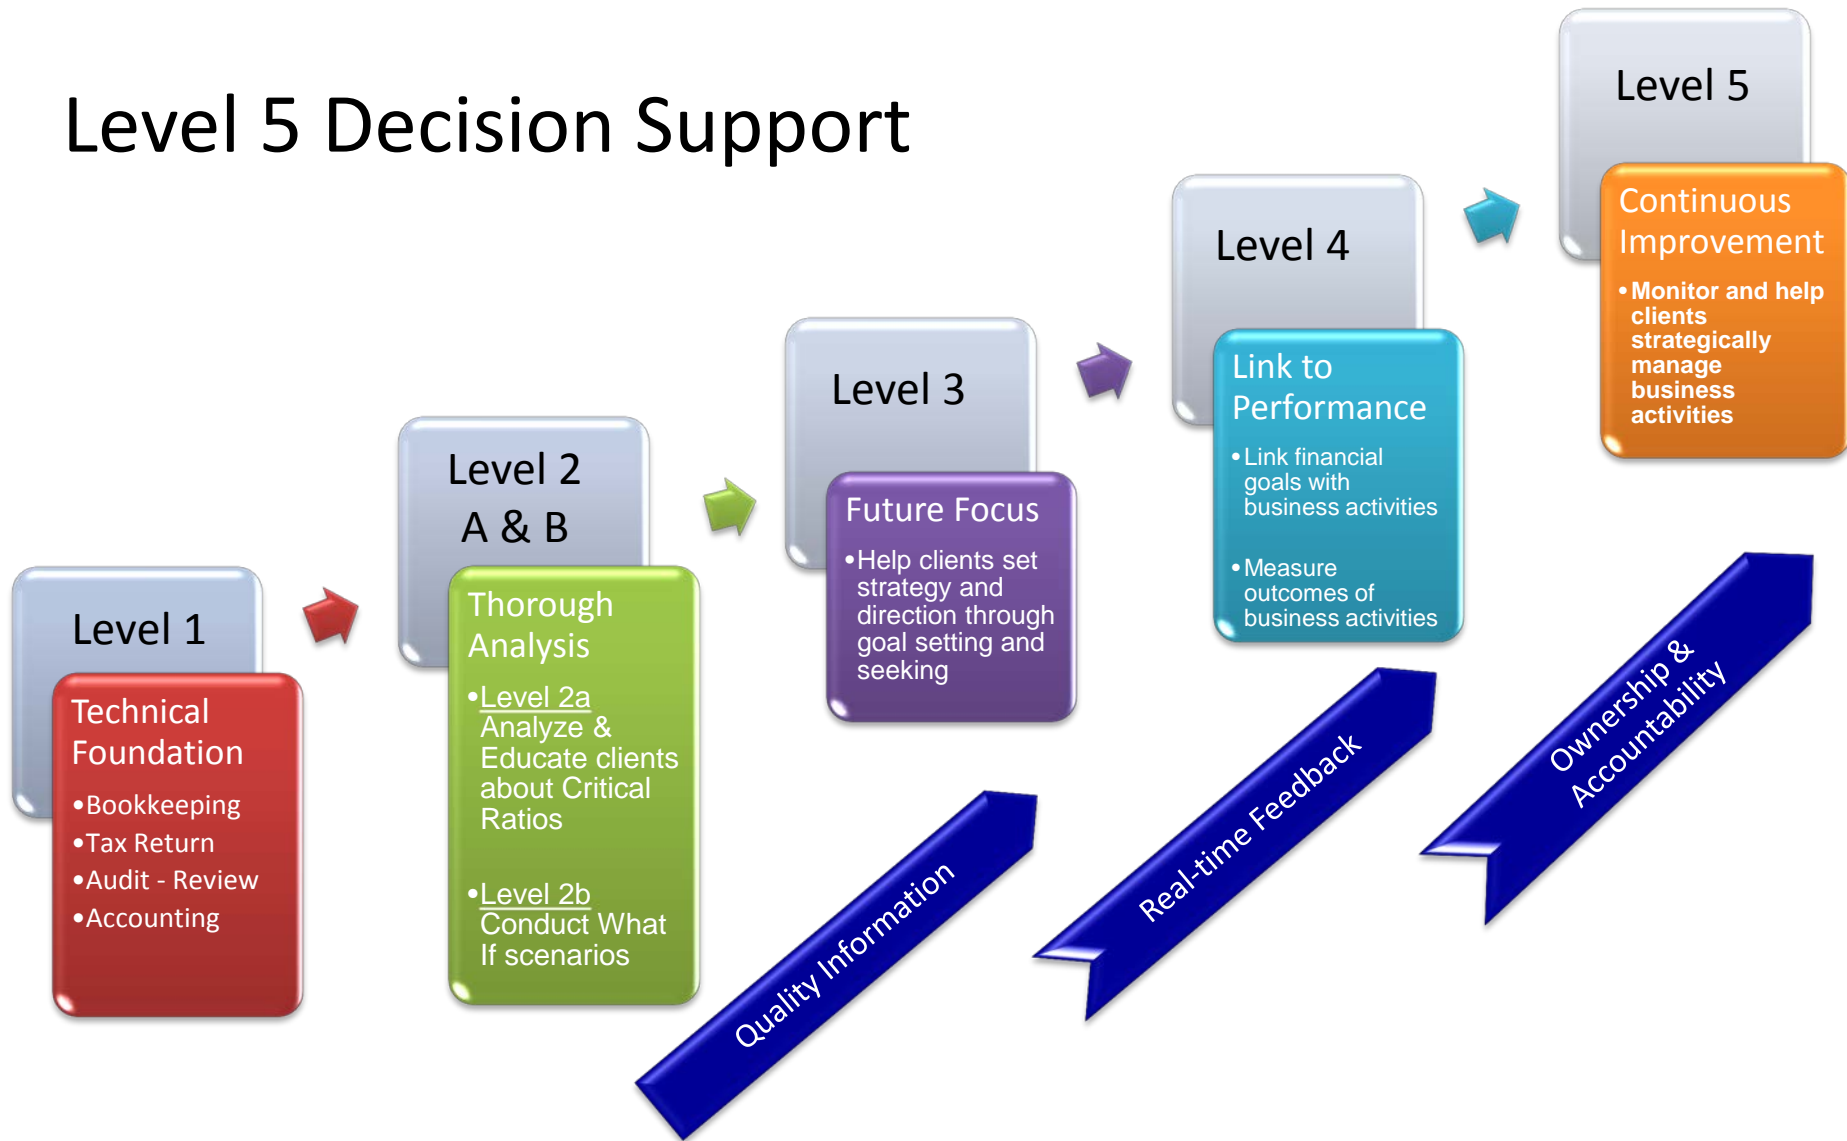 Level 5 Decision Support
Level 1
Technical
Foundation
•Bookkeeping
•Tax Return
•Audit - Review
•Accounting
Level 2
A & B
Thorough
Analysis
•Level 2a
Analyze &
Educate clients
about Critical
Ratios
•Level 2b
Conduct What
If scenarios
Level 3
Future Focus
•Help clients set
strategy and
direction through
goal setting and
seeking
Level 4
Link to
Performance
•Link financial
goals with
business activities
•Measure
outcomes of
business activities
Level 5
Continuous
Improvement
•Monitor and help
clients
strategically
manage
business
activities
Quality Information
Real-time Feedback
Ownership &
Accountability